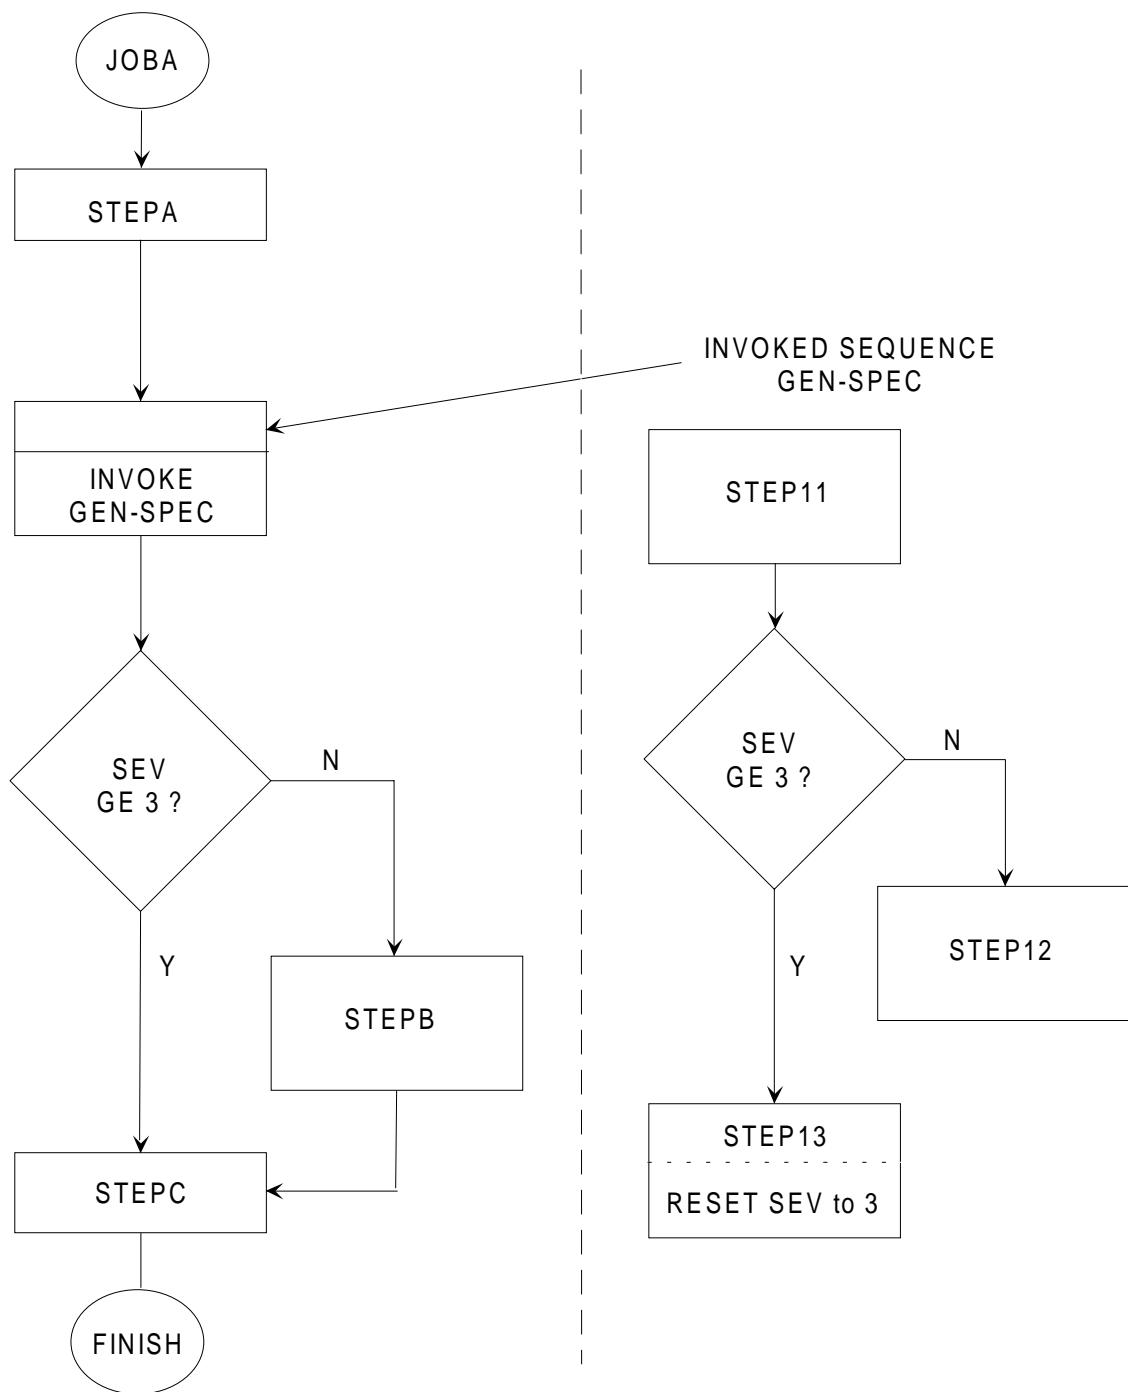 JOBA
STEPA
INVOKE
GEN-SPEC
SEV
GE 3 ?
N
Y
STEPB
STEPC
FINISH
INVOKED SEQUENCE
GEN-SPEC
STEP11
SEV
GE 3 ?
N
STEP12
Y
STEP13
RESET SEV to 3